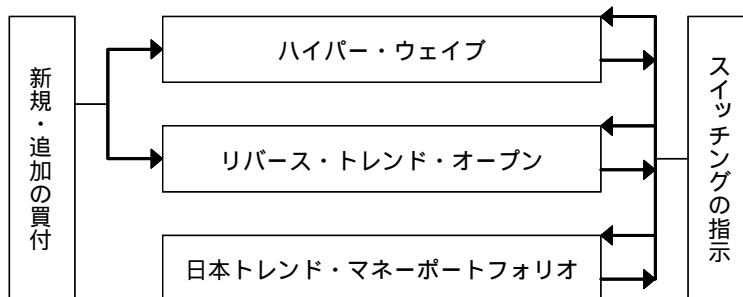 新規・追加の買付
ハイパー・ウェイブ
リバース・トレンド・オープン
日本トレンド・マネーポートフォリオ
スイッチングの指示